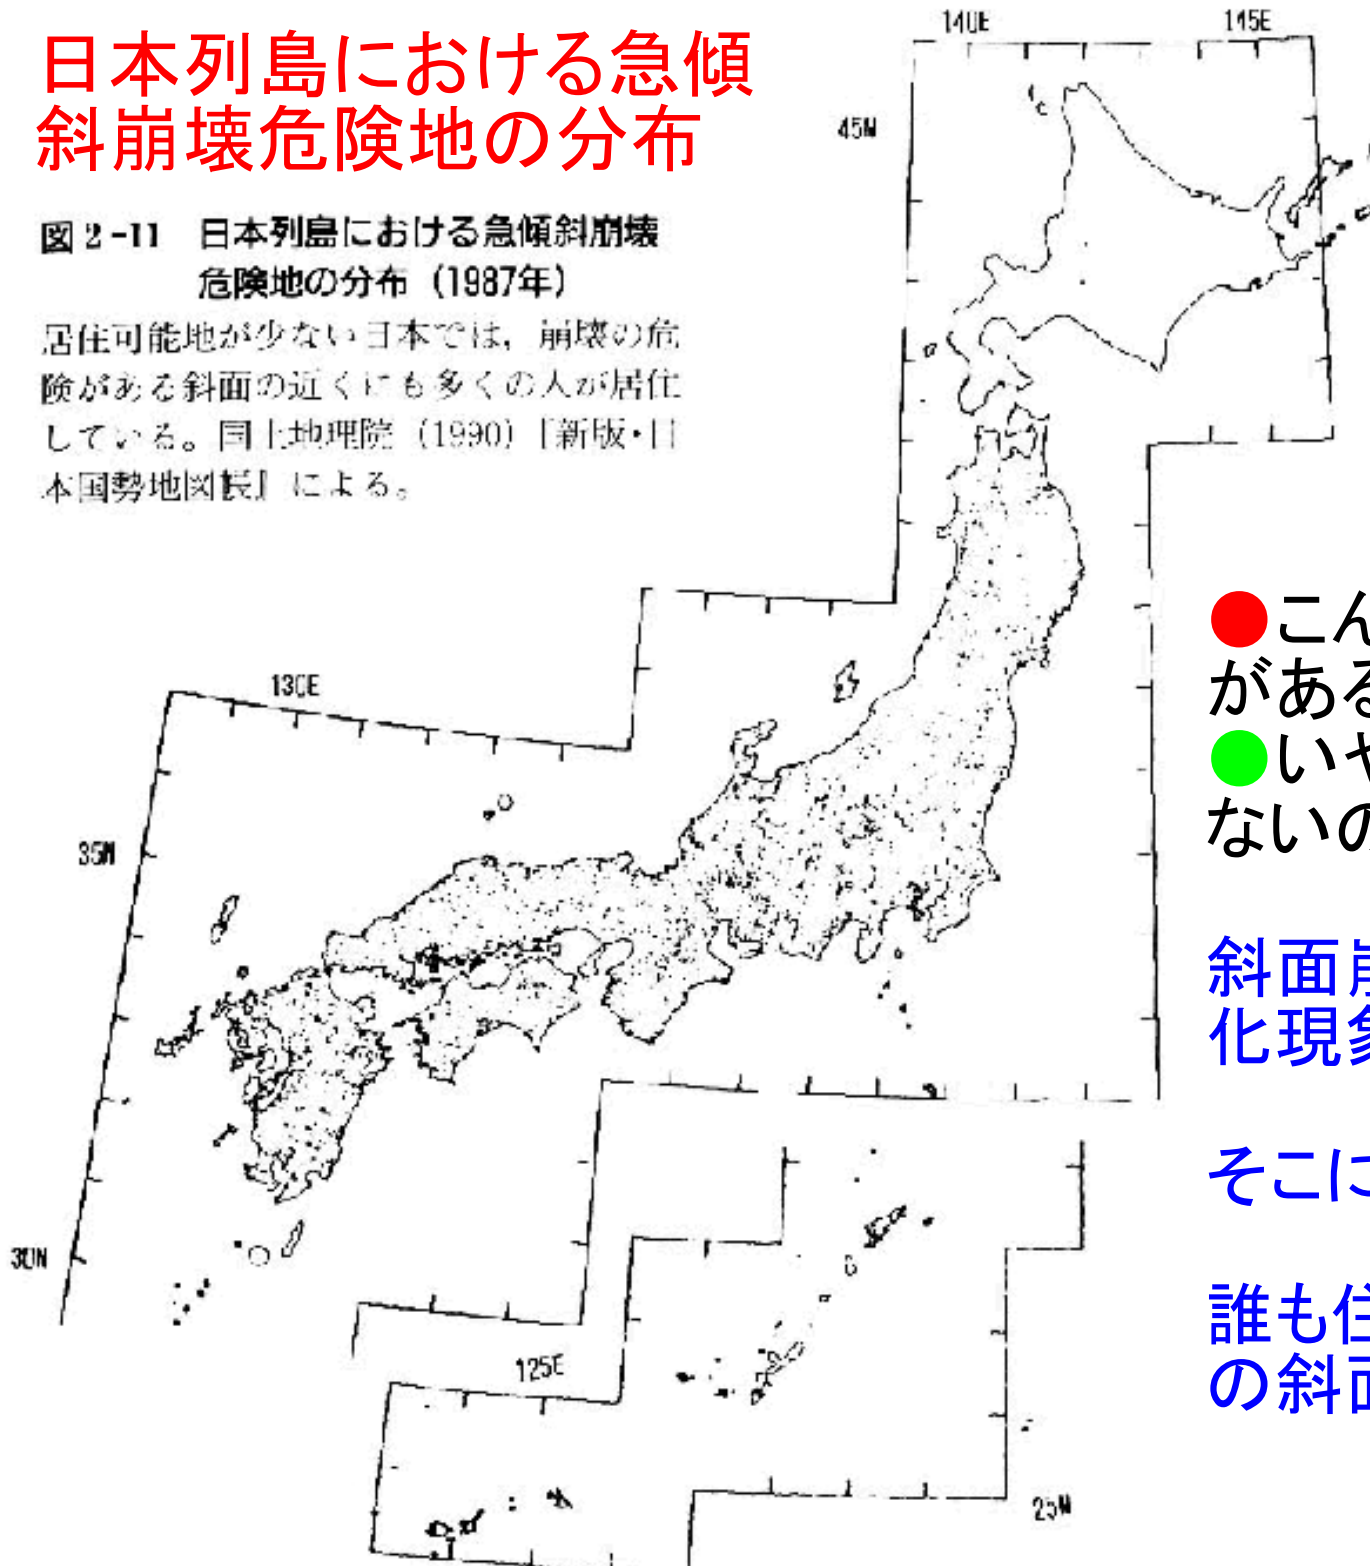 日本列島における急傾
斜崩壊危険地の分布
図2-11 日本列島における急傾斜崩壊
危険地の分布（1987年）
居住可能地が少ない日本では，崩壊の危
険がある斜面の近くにも多くの人が居住
している。国土地理院（1990）『新版・日
本国勢地図帳』による。
140E
145E
45N
130E
35N
30N
125E
25N
●こん
がある
●いや
ないの
斜面崩
化現象
そこに
誰も住
の斜面